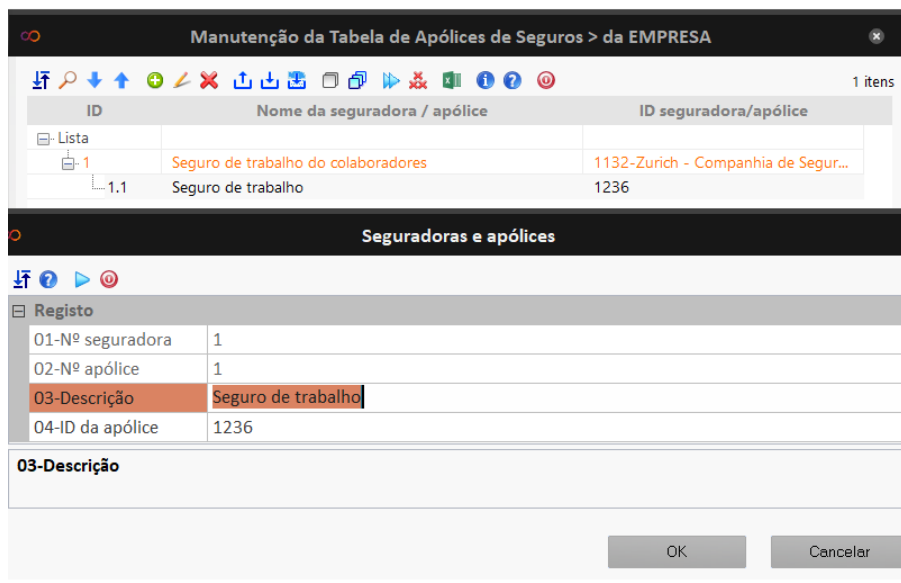 Manutenção da Tabela de Apólices de Seguros > da EMPRESA
1 itens
ID Nome da seguradora / apólice ID seguradora/apólice
Lista
1 Seguro de trabalho do colaboradores 1132-Zurich - Companhia de Segur...
1.1 Seguro de trabalho 1236
Seguradoras e apólices
Registo
01-Nº seguradora 1
02-Nº apólice 1
03-Descrição Seguro de trabalho
04-ID da apólice 1236
03-Descrição
OK Cancelar